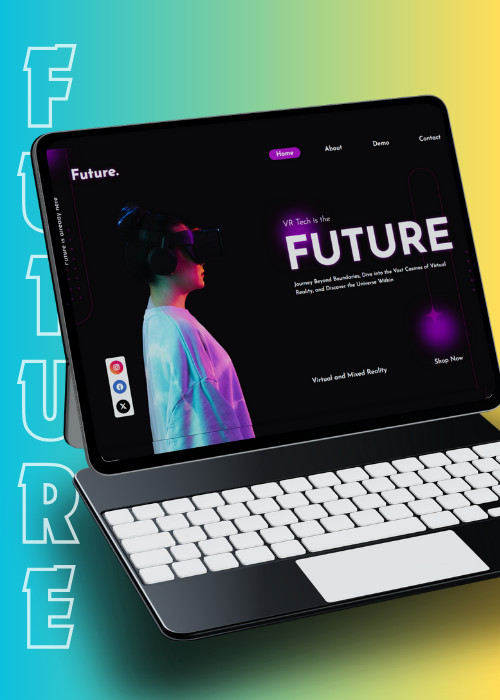 FUTURE
Future.
Home
About
Demo
Contact
Future is already here
VR Tech is the
FUTURE
Journey Beyond Boundaries, Dive into the Vast Cosmos of Virtual
Reality, and Discover the Universe Within
Virtual and Mixed Reality
Shop Now